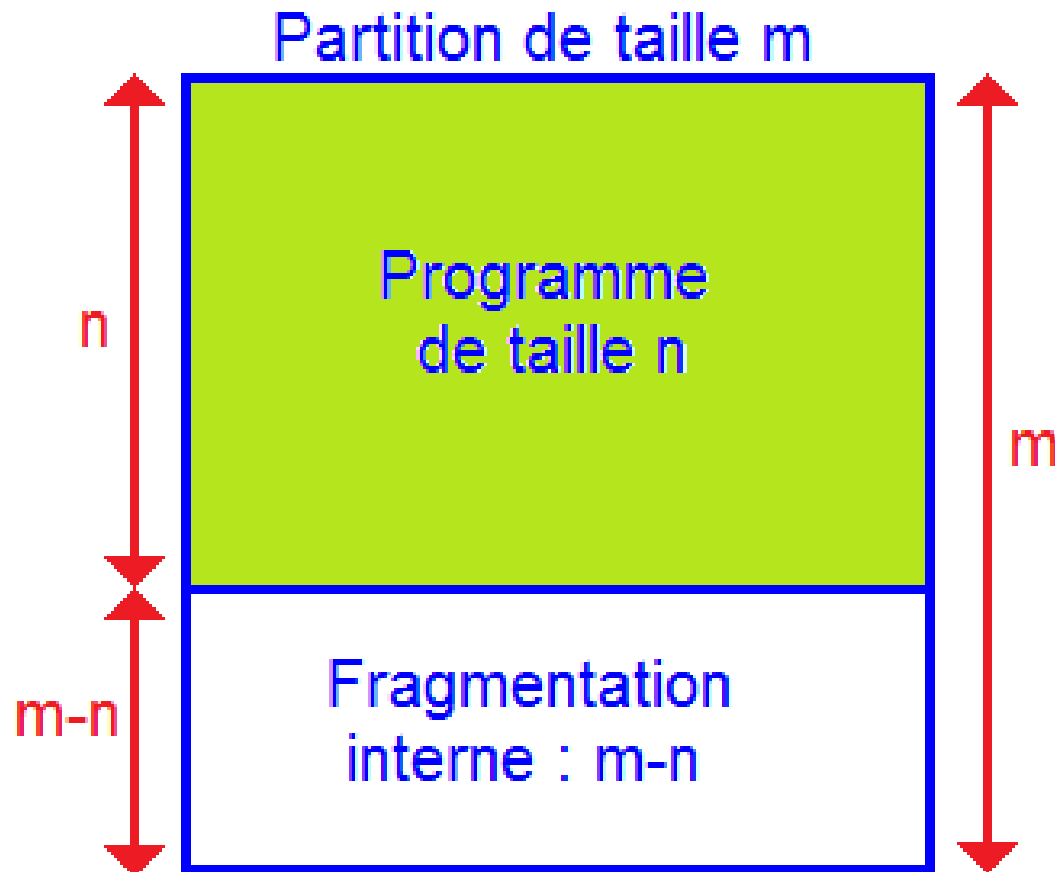 Partition de taille m
n
Programme
de taille n
m
m-n
Fragmentation
interne : m-n